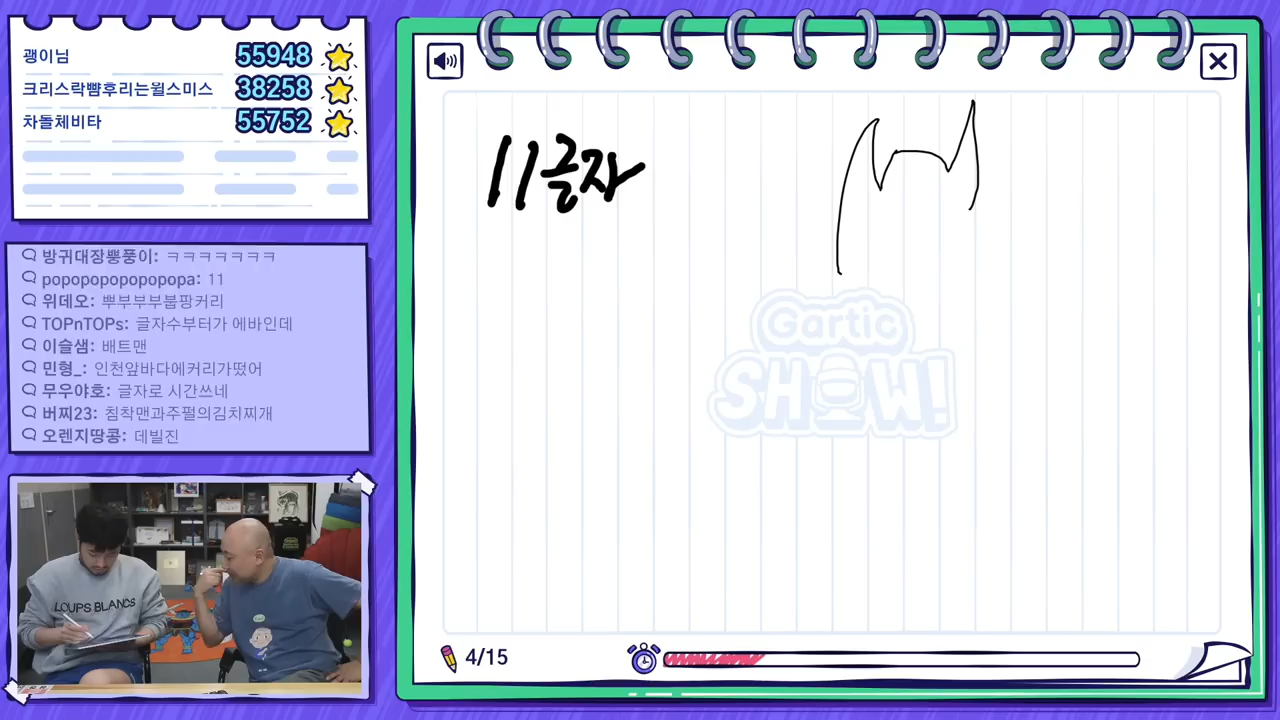 괭이님 55948
크리스락뺨후리는윌스미스 38258
차돌체비타 55752
방귀대장뿡풍이: ㅋㅋㅋㅋㅋㅋㅋ
popopopopopopopa: 11
위데오: 뿌부부부붑팡커리
TOPnTOPs: 글자수부터가 에바인데
이슬샘: 배트맨
민형_: 인천앞바다에커리가떴어
무우야호: 글자로 시간쓰네
버찌23: 침착맨과주펄의김치찌개
오렌지땅콩: 데빌진
LOUPS BLANCS
11글자
Gartic
SHOW!
4/15